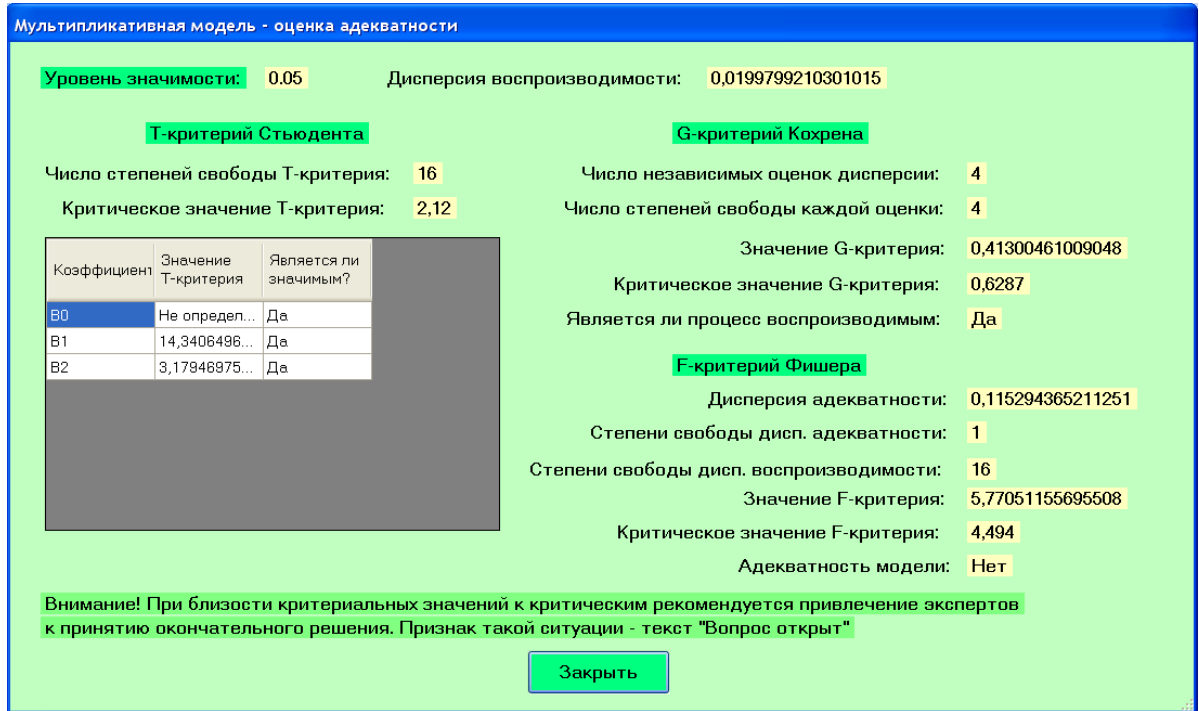 Мультипликативная модель - оценка адекватности
Уровень значимости: 0.05 Дисперсия воспроизводимости: 0,0199799210301015
Т-критерий Стьюдента
Число степеней свободы Т-критерия: 16
Критическое значение Т-критерия: 2,12
Коэффициент Значение Т-критерия Является ли значимым?
B0 Не определ... Да
B1 14,3406496... Да
B2 3,17946975... Да
G-критерий Кохрена
Число независимых оценок дисперсии: 4
Число степеней свободы каждой оценки: 4
Значение G-критерия: 0,41300461009048
Критическое значение G-критерия: 0,6287
Является ли процесс воспроизводимым: Да
F-критерий Фишера
Дисперсия адекватности: 0,115294365211251
Степени свободы дисп. адекватности: 1
Степени свободы дисп. воспроизводимости: 16
Значение F-критерия: 5,77051155695508
Критическое значение F-критерия: 4,494
Адекватность модели: Нет
Внимание! При близости критериальных значений к критическим рекомендуется привлечение экспертов
к принятию окончательного решения. Признак такой ситуации - текст "Вопрос открыт"
Закрыть